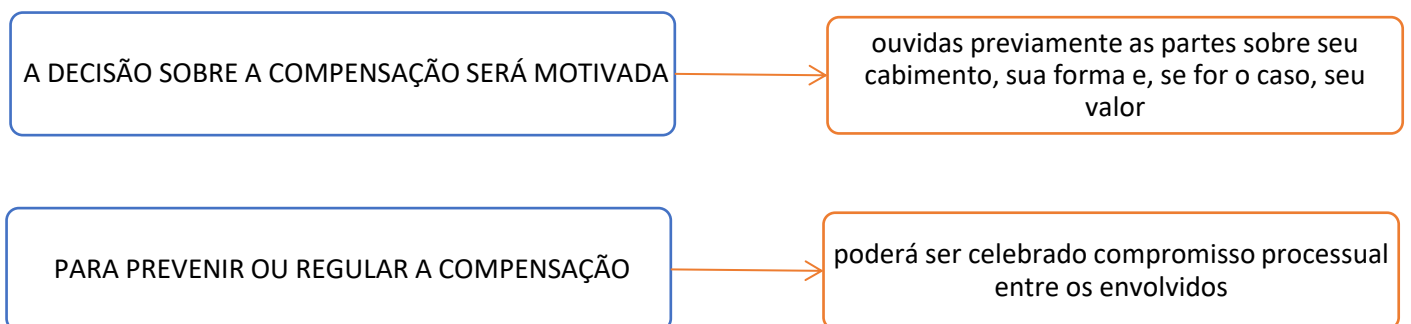 A DECISÃO SOBRE A COMPENSAÇÃO SERÁ MOTIVADA
ouvidas previamente as partes sobre seu
cabimento, sua forma e, se for o caso, seu
valor
PARA PREVENIR OU REGULAR A COMPENSAÇÃO
poderá ser celebrado compromisso processual
entre os envolvidos